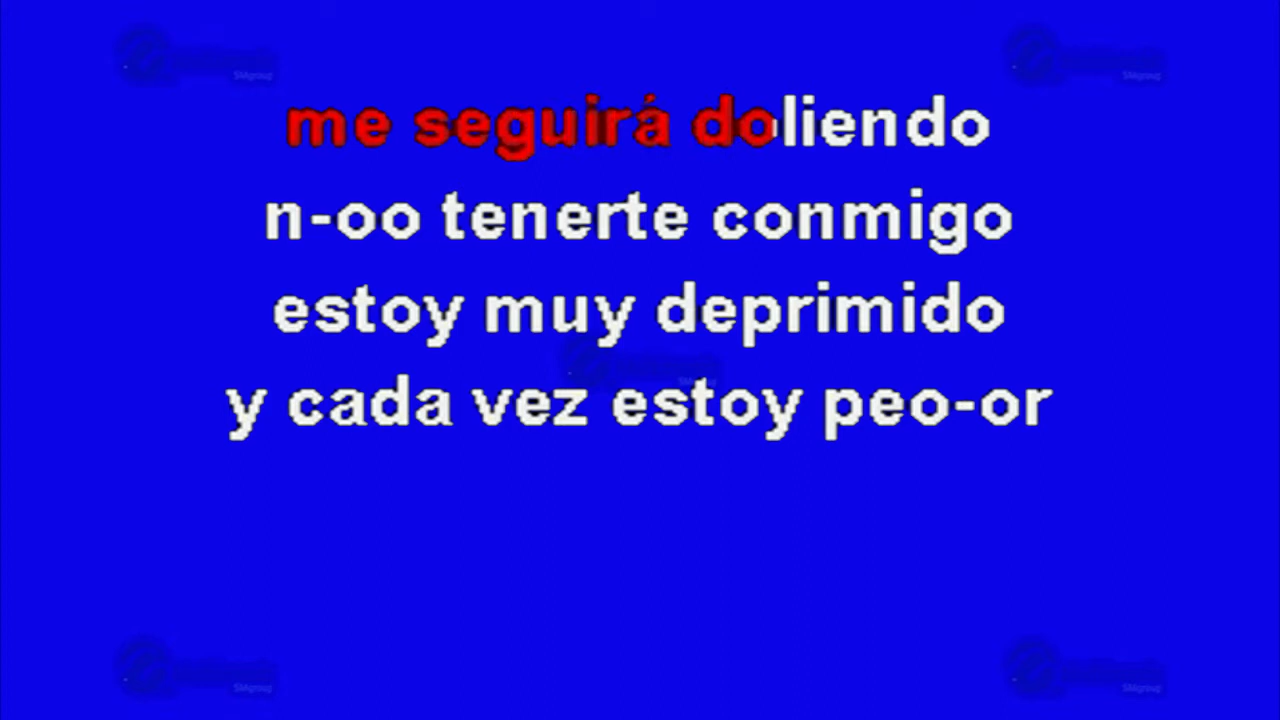 me seguirá doliendo
n-oo tenerte conmigo
estoy muy deprimido
y cada vez estoy peo-or